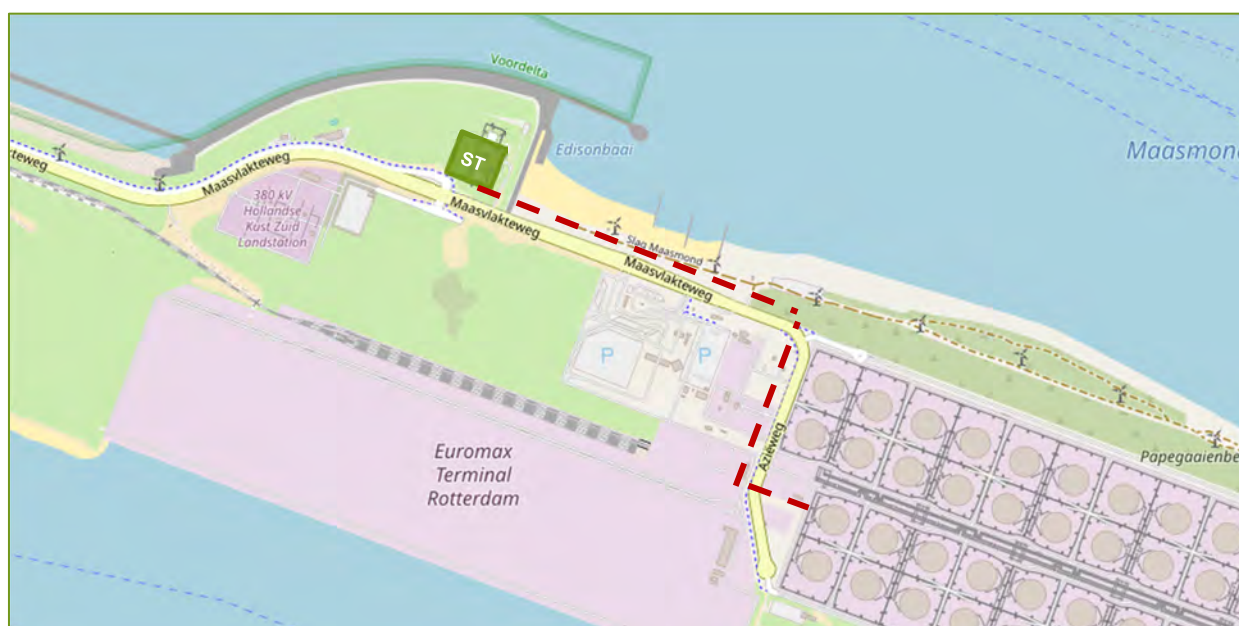 Voordelta
Edisonbaai
Maasmond
ST
rteweg
Maasvlakteweg
380 kV
Hollandse
Kust Zuid
Landstation
Maasvlakteweg
Slag Maasmond
Maasvlakteweg
P
P
Euromax
Terminal
Rotterdam
Aziëweg
Papegaaienbe